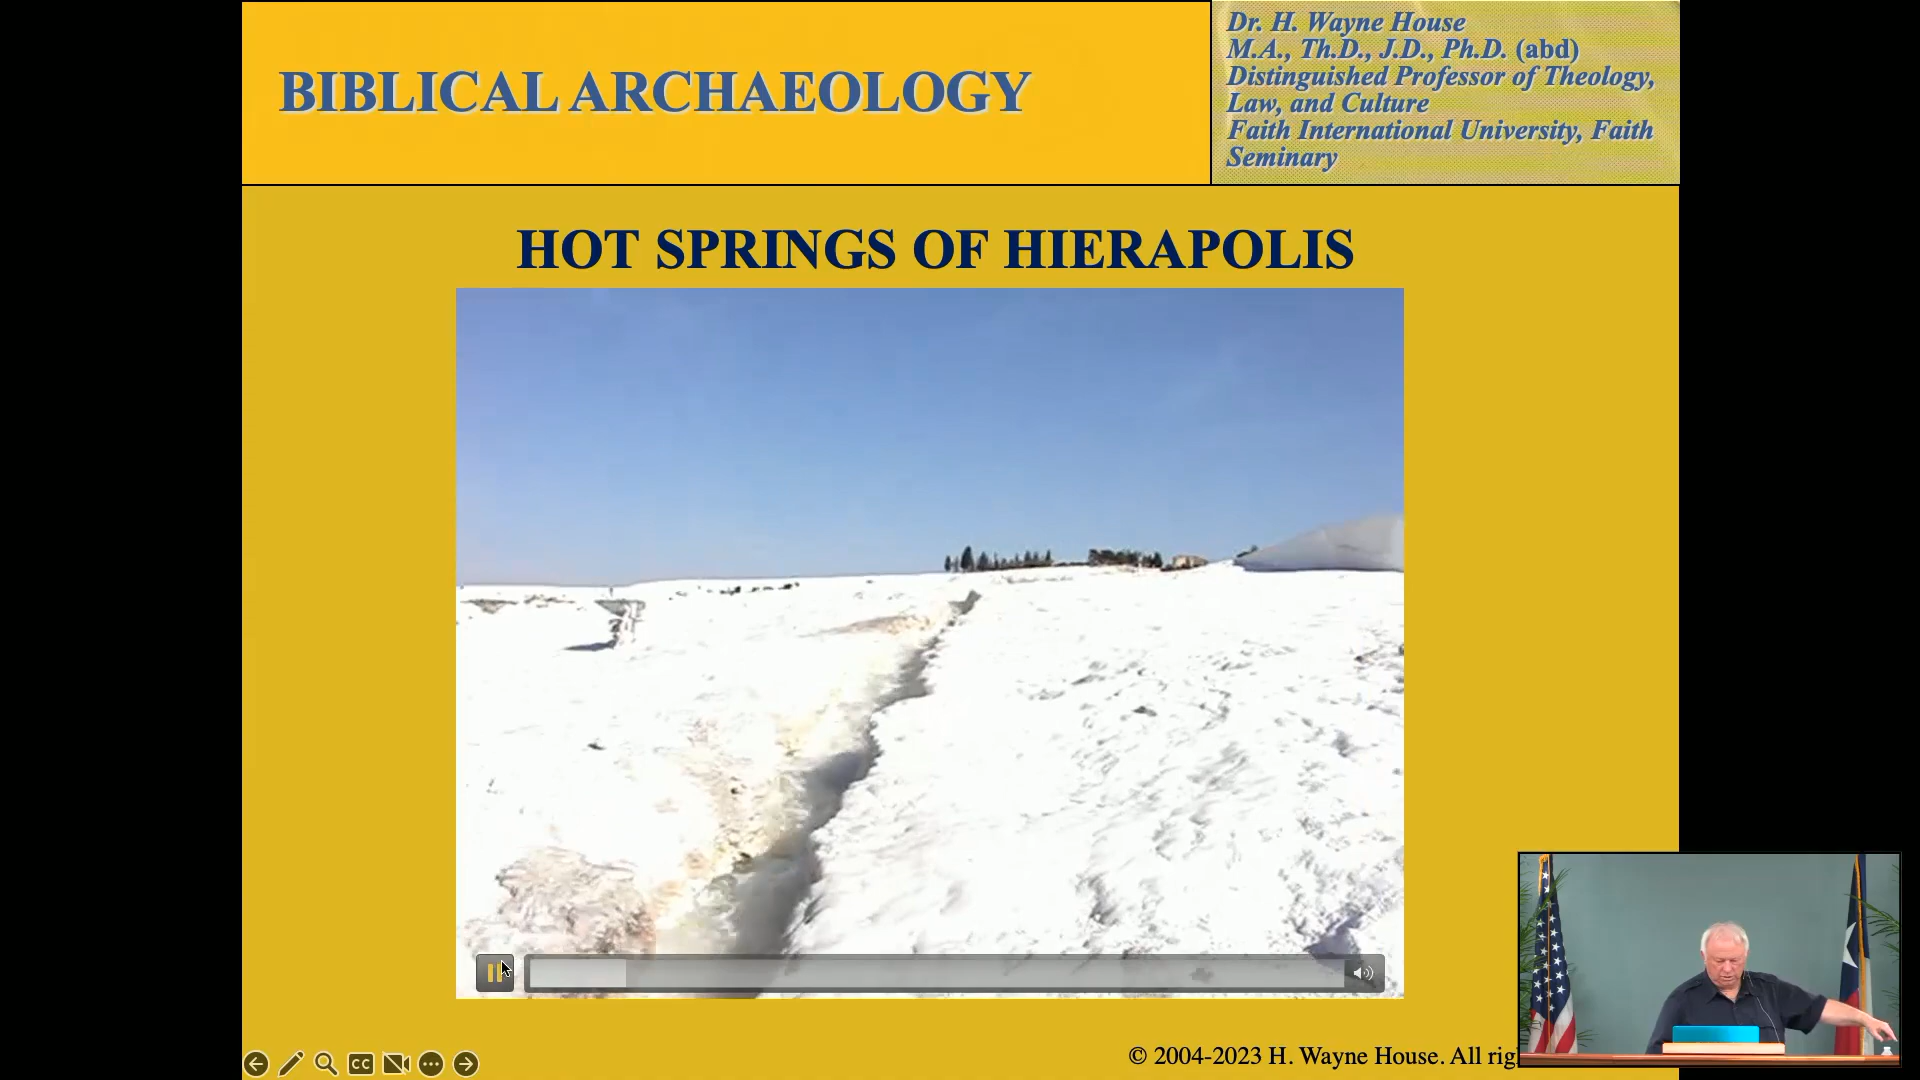 BIBLICAL ARCHAEOLOGY
Dr. H. Wayne House
M.A., Th.D., J.D., Ph.D. (abd)
Distinguished Professor of Theology,
Law, and Culture
Faith International University, Faith
Seminary
HOT SPRINGS OF HIERAPOLIS
CC
© 2004-2023 H. Wayne House. All rig